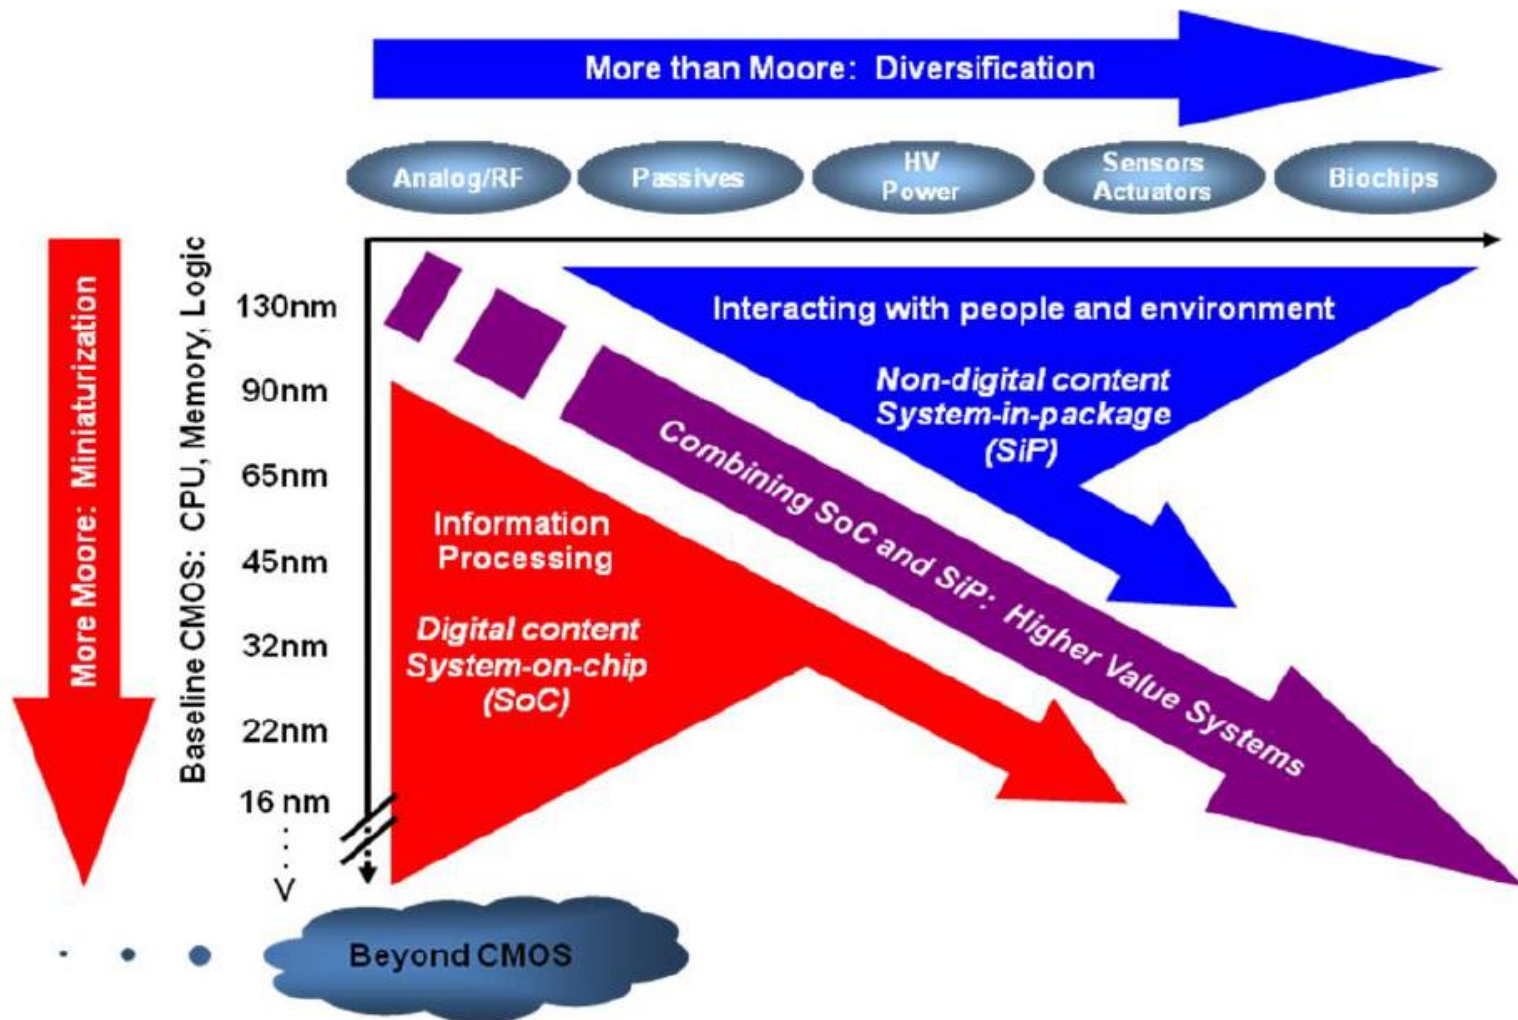 More than Moore: Diversification
Analog/RF
Passives
HV
Power
Sensors
Actuators
Biochips
More Moore: Miniaturization
Baseline CMOS: CPU, Memory, Logic
130nm
90nm
65nm
45nm
32nm
22nm
16 nm
V
Interacting with people and environment
Non-digital content
System-in-package
(SiP)
Combining SoC and SiP: Higher Value Systems
Information
Processing
Digital content
System-on-chip
(SoC)
Beyond CMOS